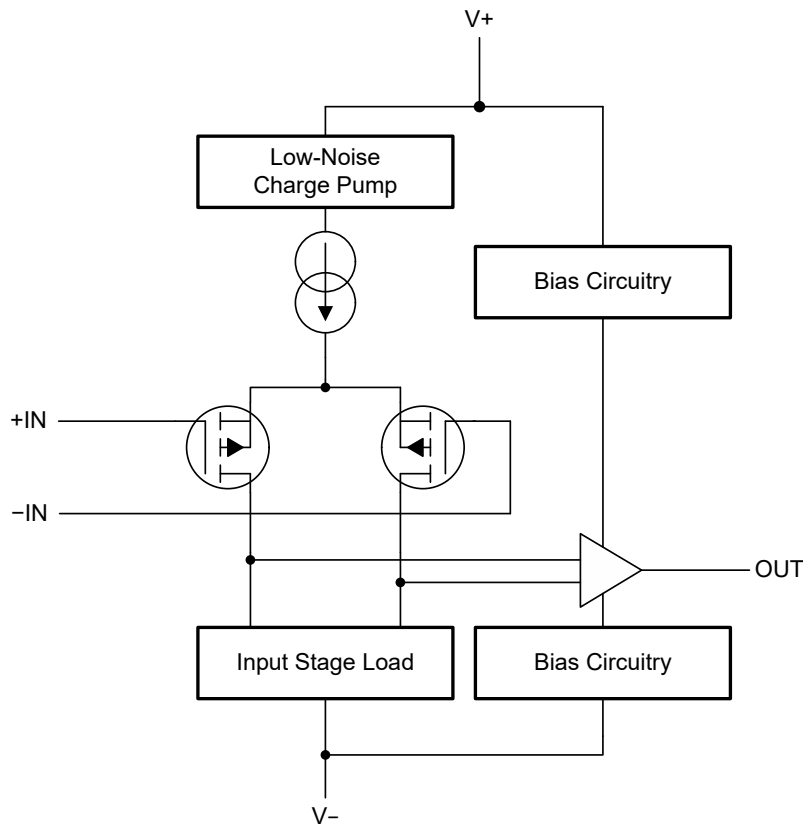 V+
Low-Noise
Charge Pump
Bias Circuitry
+IN
−IN
OUT
Input Stage Load
Bias Circuitry
V−